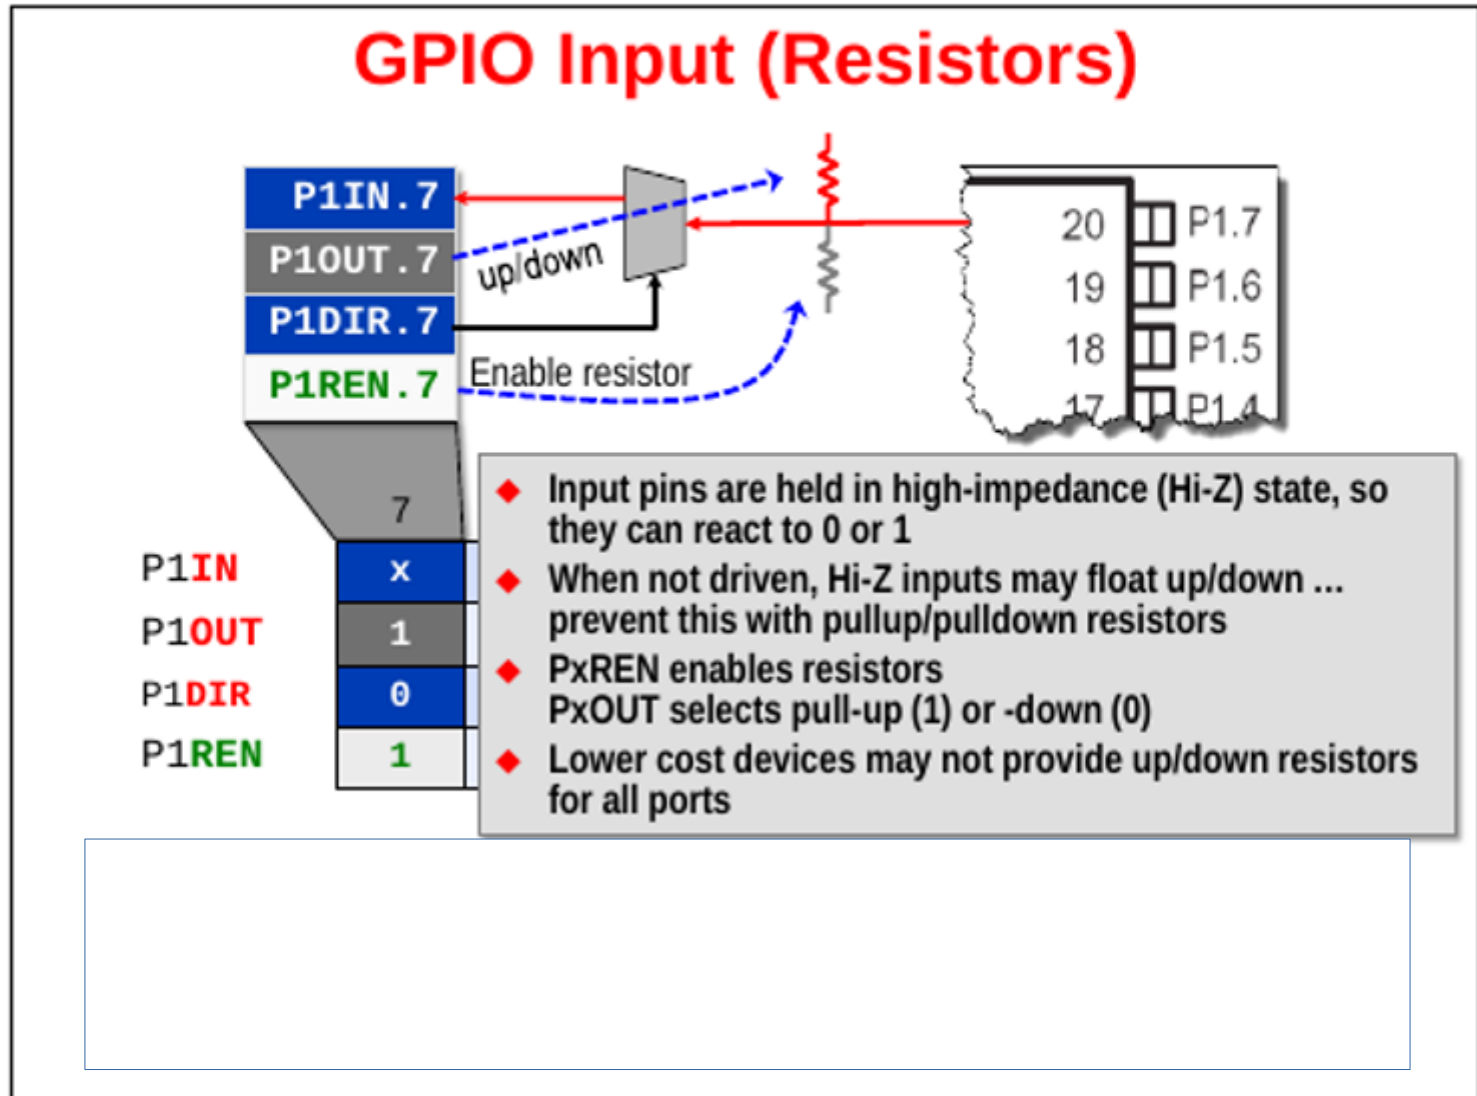 GPIO Input (Resistors)
P1IN.7
P1OUT.7
P1DIR.7
P1REN.7
up/down
Enable resistor
20 P1.7
19 P1.6
18 P1.5
17 P1.4
7
P1IN x
P1OUT 1
P1DIR 0
P1REN 1
Input pins are held in high-impedance (Hi-Z) state, so
they can react to 0 or 1
When not driven, Hi-Z inputs may float up/down ...
prevent this with pullup/pulldown resistors
PxREN enables resistors
PxOUT selects pull-up (1) or -down (0)
Lower cost devices may not provide up/down resistors
for all ports